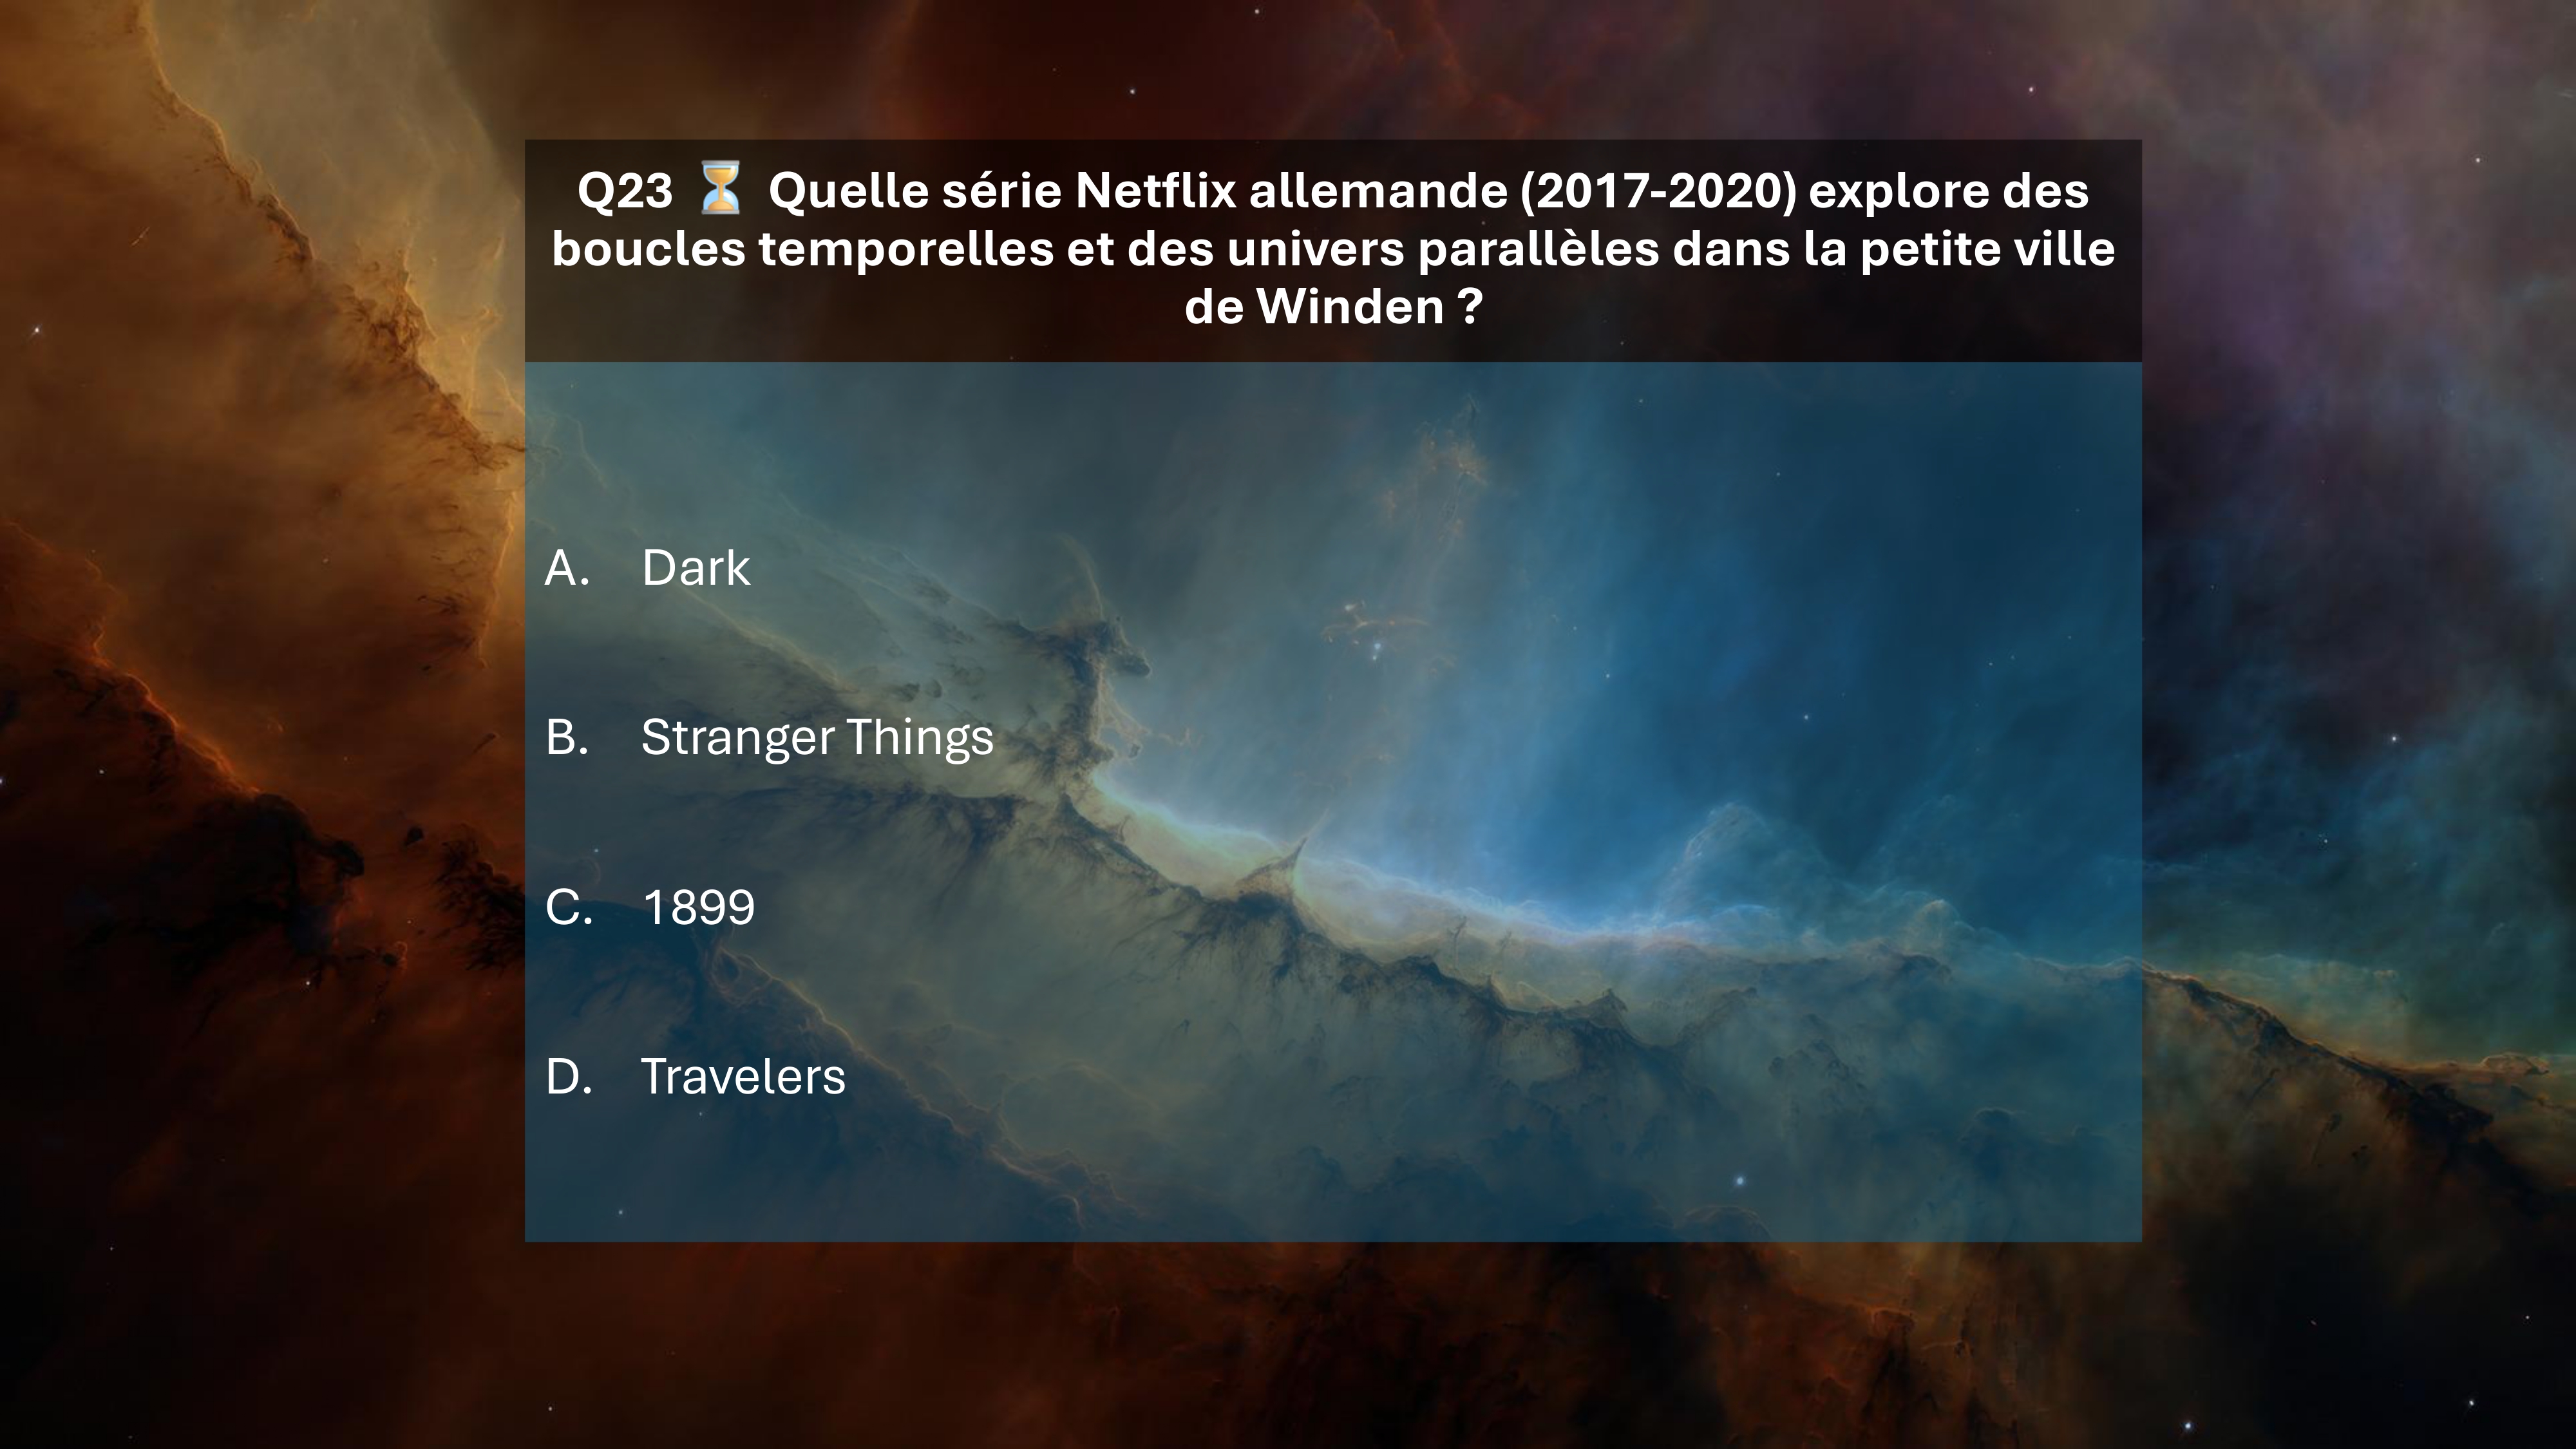 Q23 ⏳ Quelle série Netflix allemande (2017-2020) explore des
boucles temporelles et des univers parallèles dans la petite ville
de Winden ?
A. Dark
B. Stranger Things
C. 1899
D. Travelers